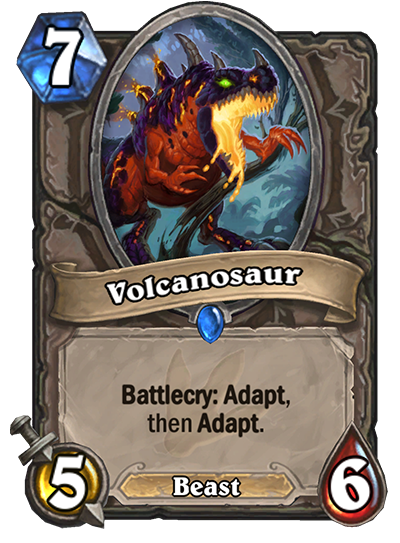 7
Volcanosaur
Battlecry: Adapt,
then Adapt.
5
Beast
6